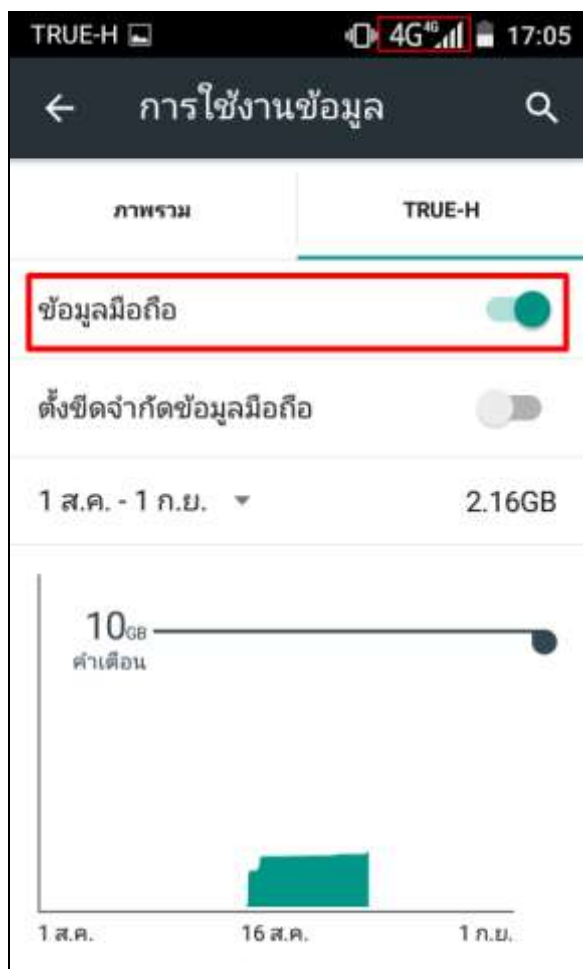 TRUE-H 4G 4G 17:05
การใช้งานข้อมูล
ภาพรวม TRUE-H
ข้อมูลมือถือ
ตั้งขีดจำกัดข้อมูลมือถือ
1 ส.ค. - 1 ก.ย. 2.16GB
10GB
คำเตือน
1 ส.ค. 16 ส.ค. 1 ก.ย.